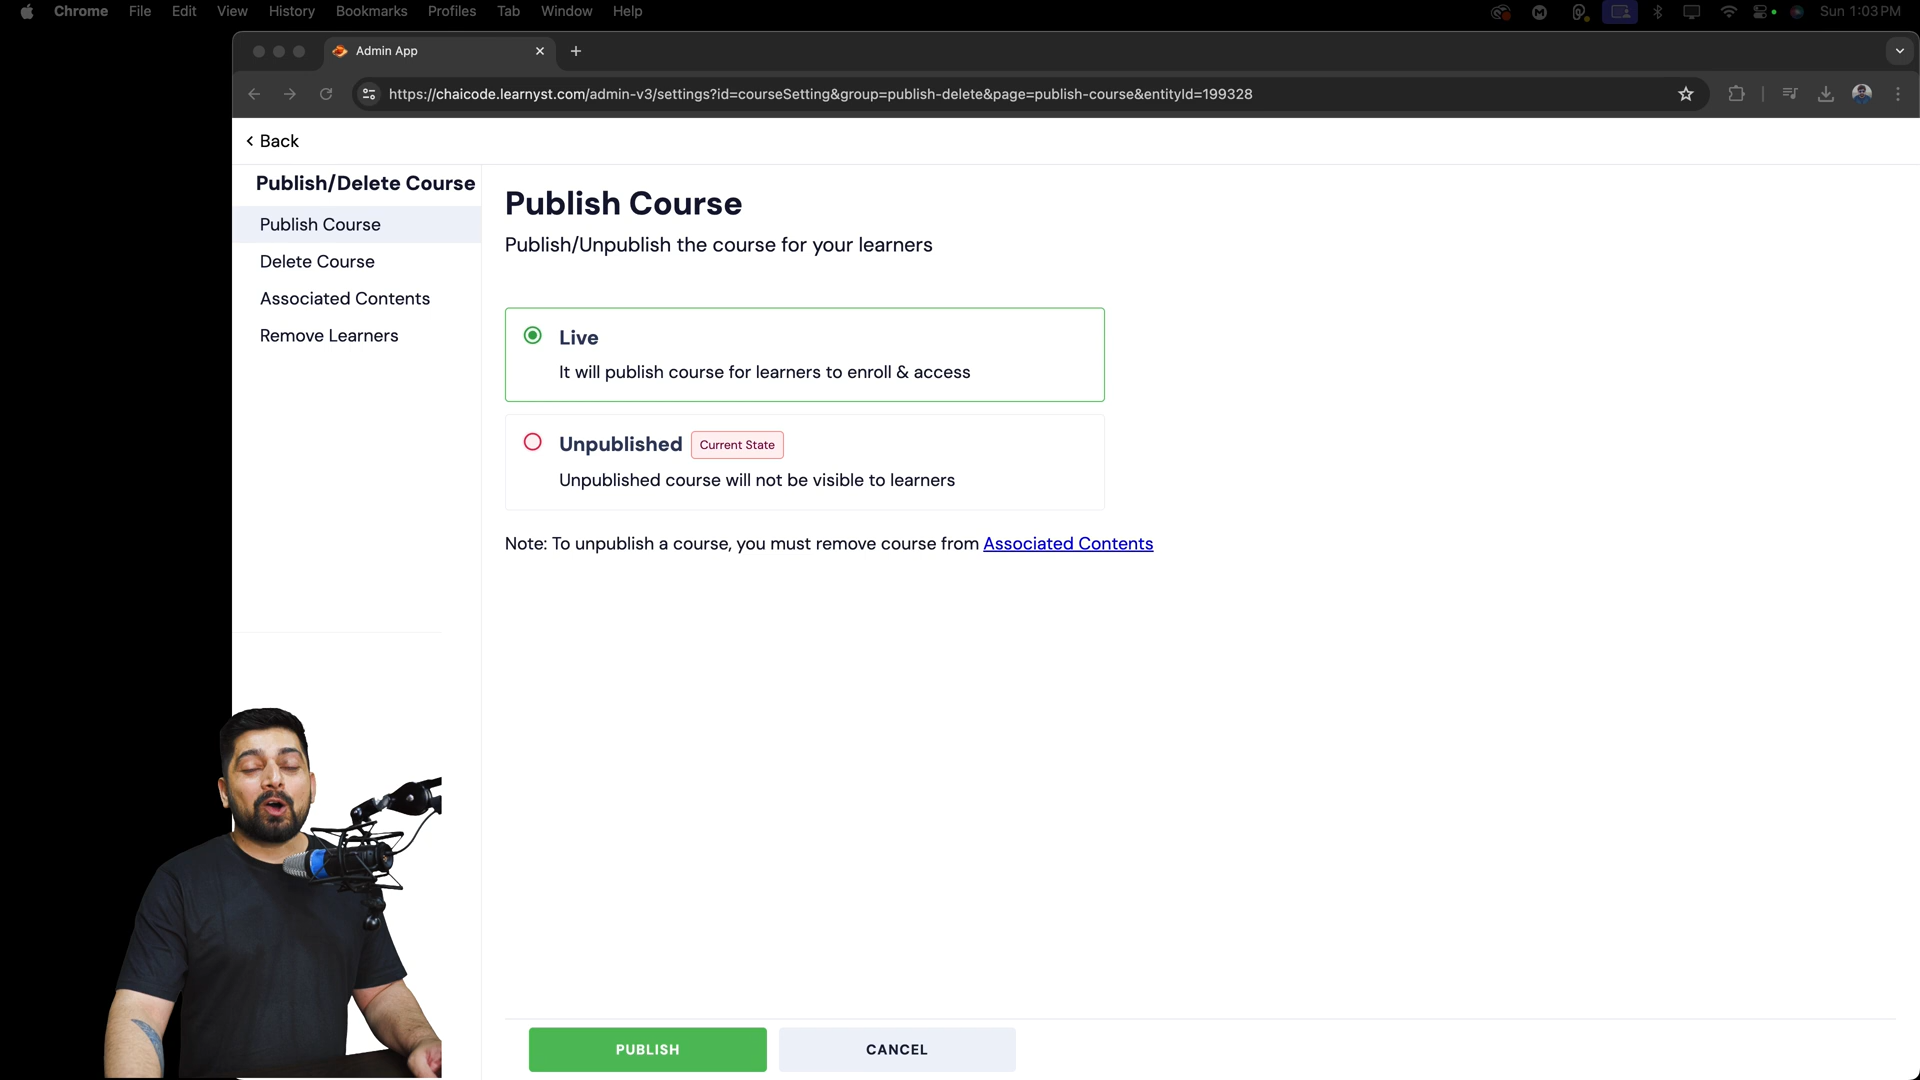 Chrome File Edit View History Bookmarks Profiles Tab Window Help Sun 1:03 PM
Admin App
https://chaicode.learnyst.com/admin-v3/settings?id=courseSetting&group=publish-delete&page=publish-course&entityId=199328
Back
Publish/Delete Course
Publish Course
Delete Course
Associated Contents
Remove Learners
Publish Course
Publish/Unpublish the course for your learners
Live
It will publish course for learners to enroll & access
Unpublished Current State
Unpublished course will not be visible to learners
Note: To unpublish a course, you must remove course from Associated Contents
PUBLISH CANCEL